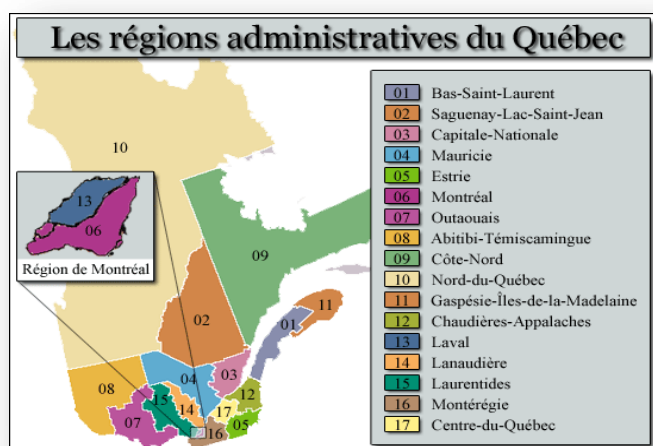 Les régions administratives du Québec
01 Bas-Saint-Laurent
02 Saguenay-Lac-Saint-Jean
03 Capitale-Nationale
04 Mauricie
05 Estrie
06 Montréal
07 Outaouais
08 Abitibi-Témiscamingue
09 Côte-Nord
10 Nord-du-Québec
11 Gaspésie-Îles-de-la-Madelaine
12 Chaudières-Appalaches
13 Laval
14 Lanaudière
15 Laurentides
16 Montérégie
17 Centre-du-Québec
10
13
06
Région de Montréal
09
02
11
01
04
03
08
15
14
12
17
07
16
05